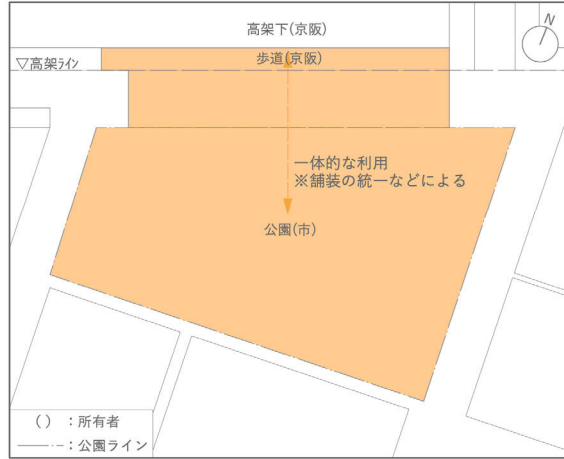 高架下(京阪)
N
歩道(京阪)
▽高架ライン
一体的な利用
※舗装の統一などによる
公園(市)
( ) :所有者
:公園ライン